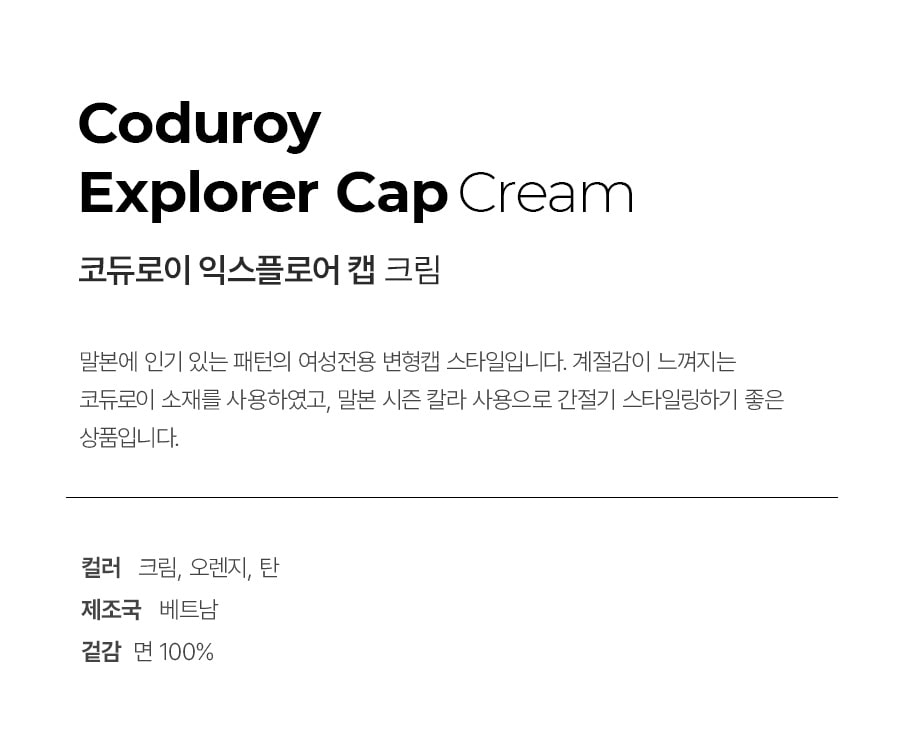 Coduroy
Explorer Cap Cream
코듀로이 익스플로어 캡 크림
말본에 인기 있는 패턴의 여성전용 변형캡 스타일입니다. 계절감이 느껴지는
코듀로이 소재를 사용하였고, 말본 시즌 칼라 사용으로 간절기 스타일링하기 좋은
상품입니다.
컬러 크림, 오렌지, 탄
제조국 베트남
겉감 면 100%